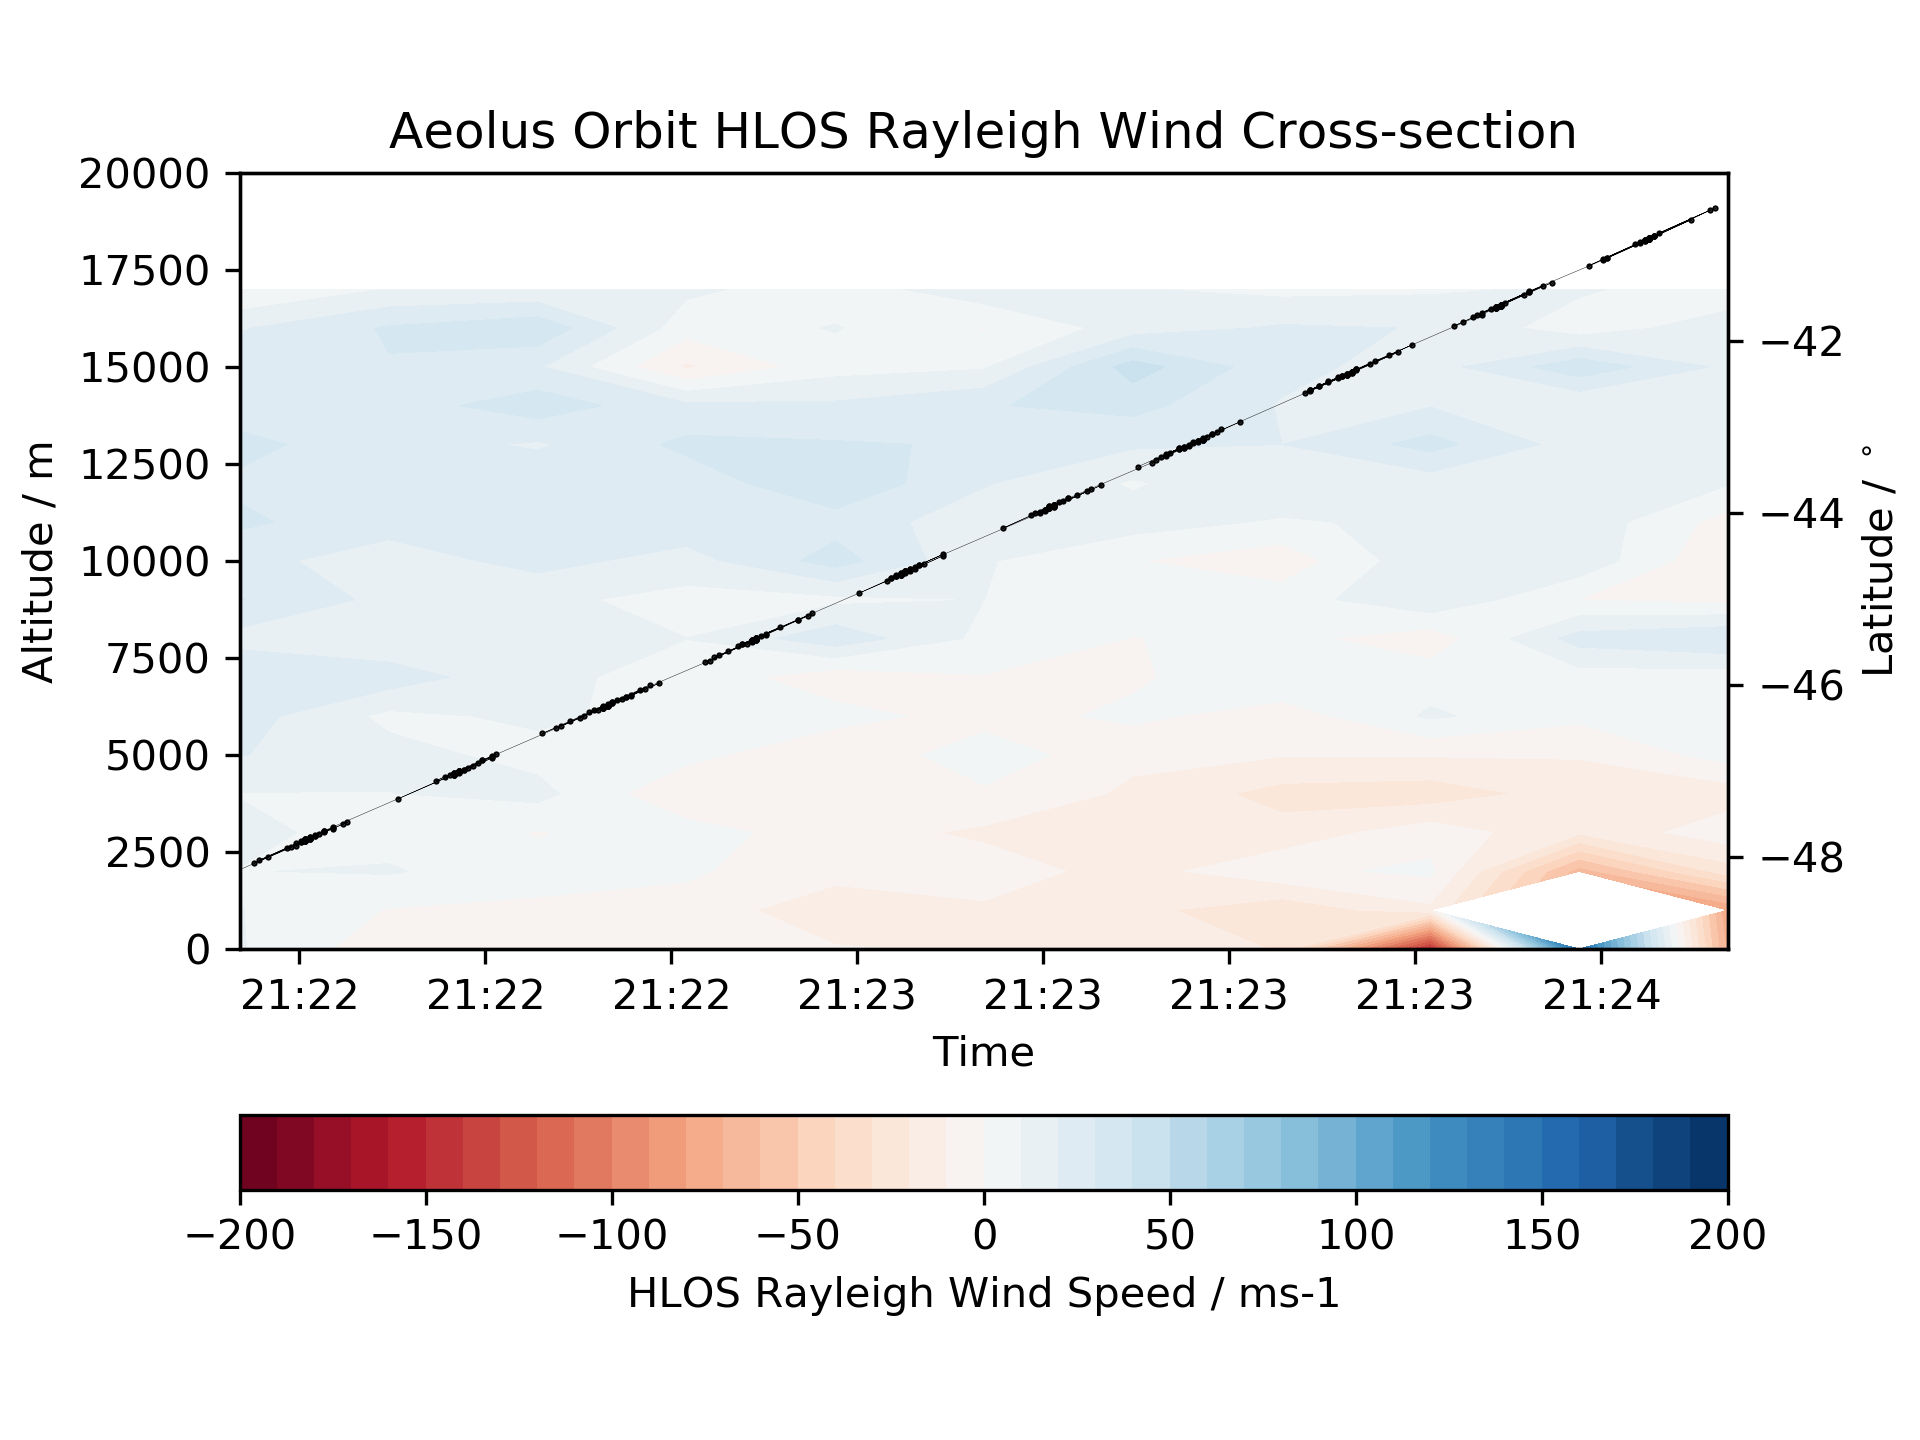 Aeolus Orbit HLOS Rayleigh Wind Cross-section
20000
17500
15000
12500
10000
7500
5000
2500
0
Altitude / m
−42
−44
−46
−48
Latitude / °
21:22 21:22 21:22 21:23 21:23 21:23 21:23 21:24
Time
−200 −150 −100 −50 0 50 100 150 200
HLOS Rayleigh Wind Speed / ms-1